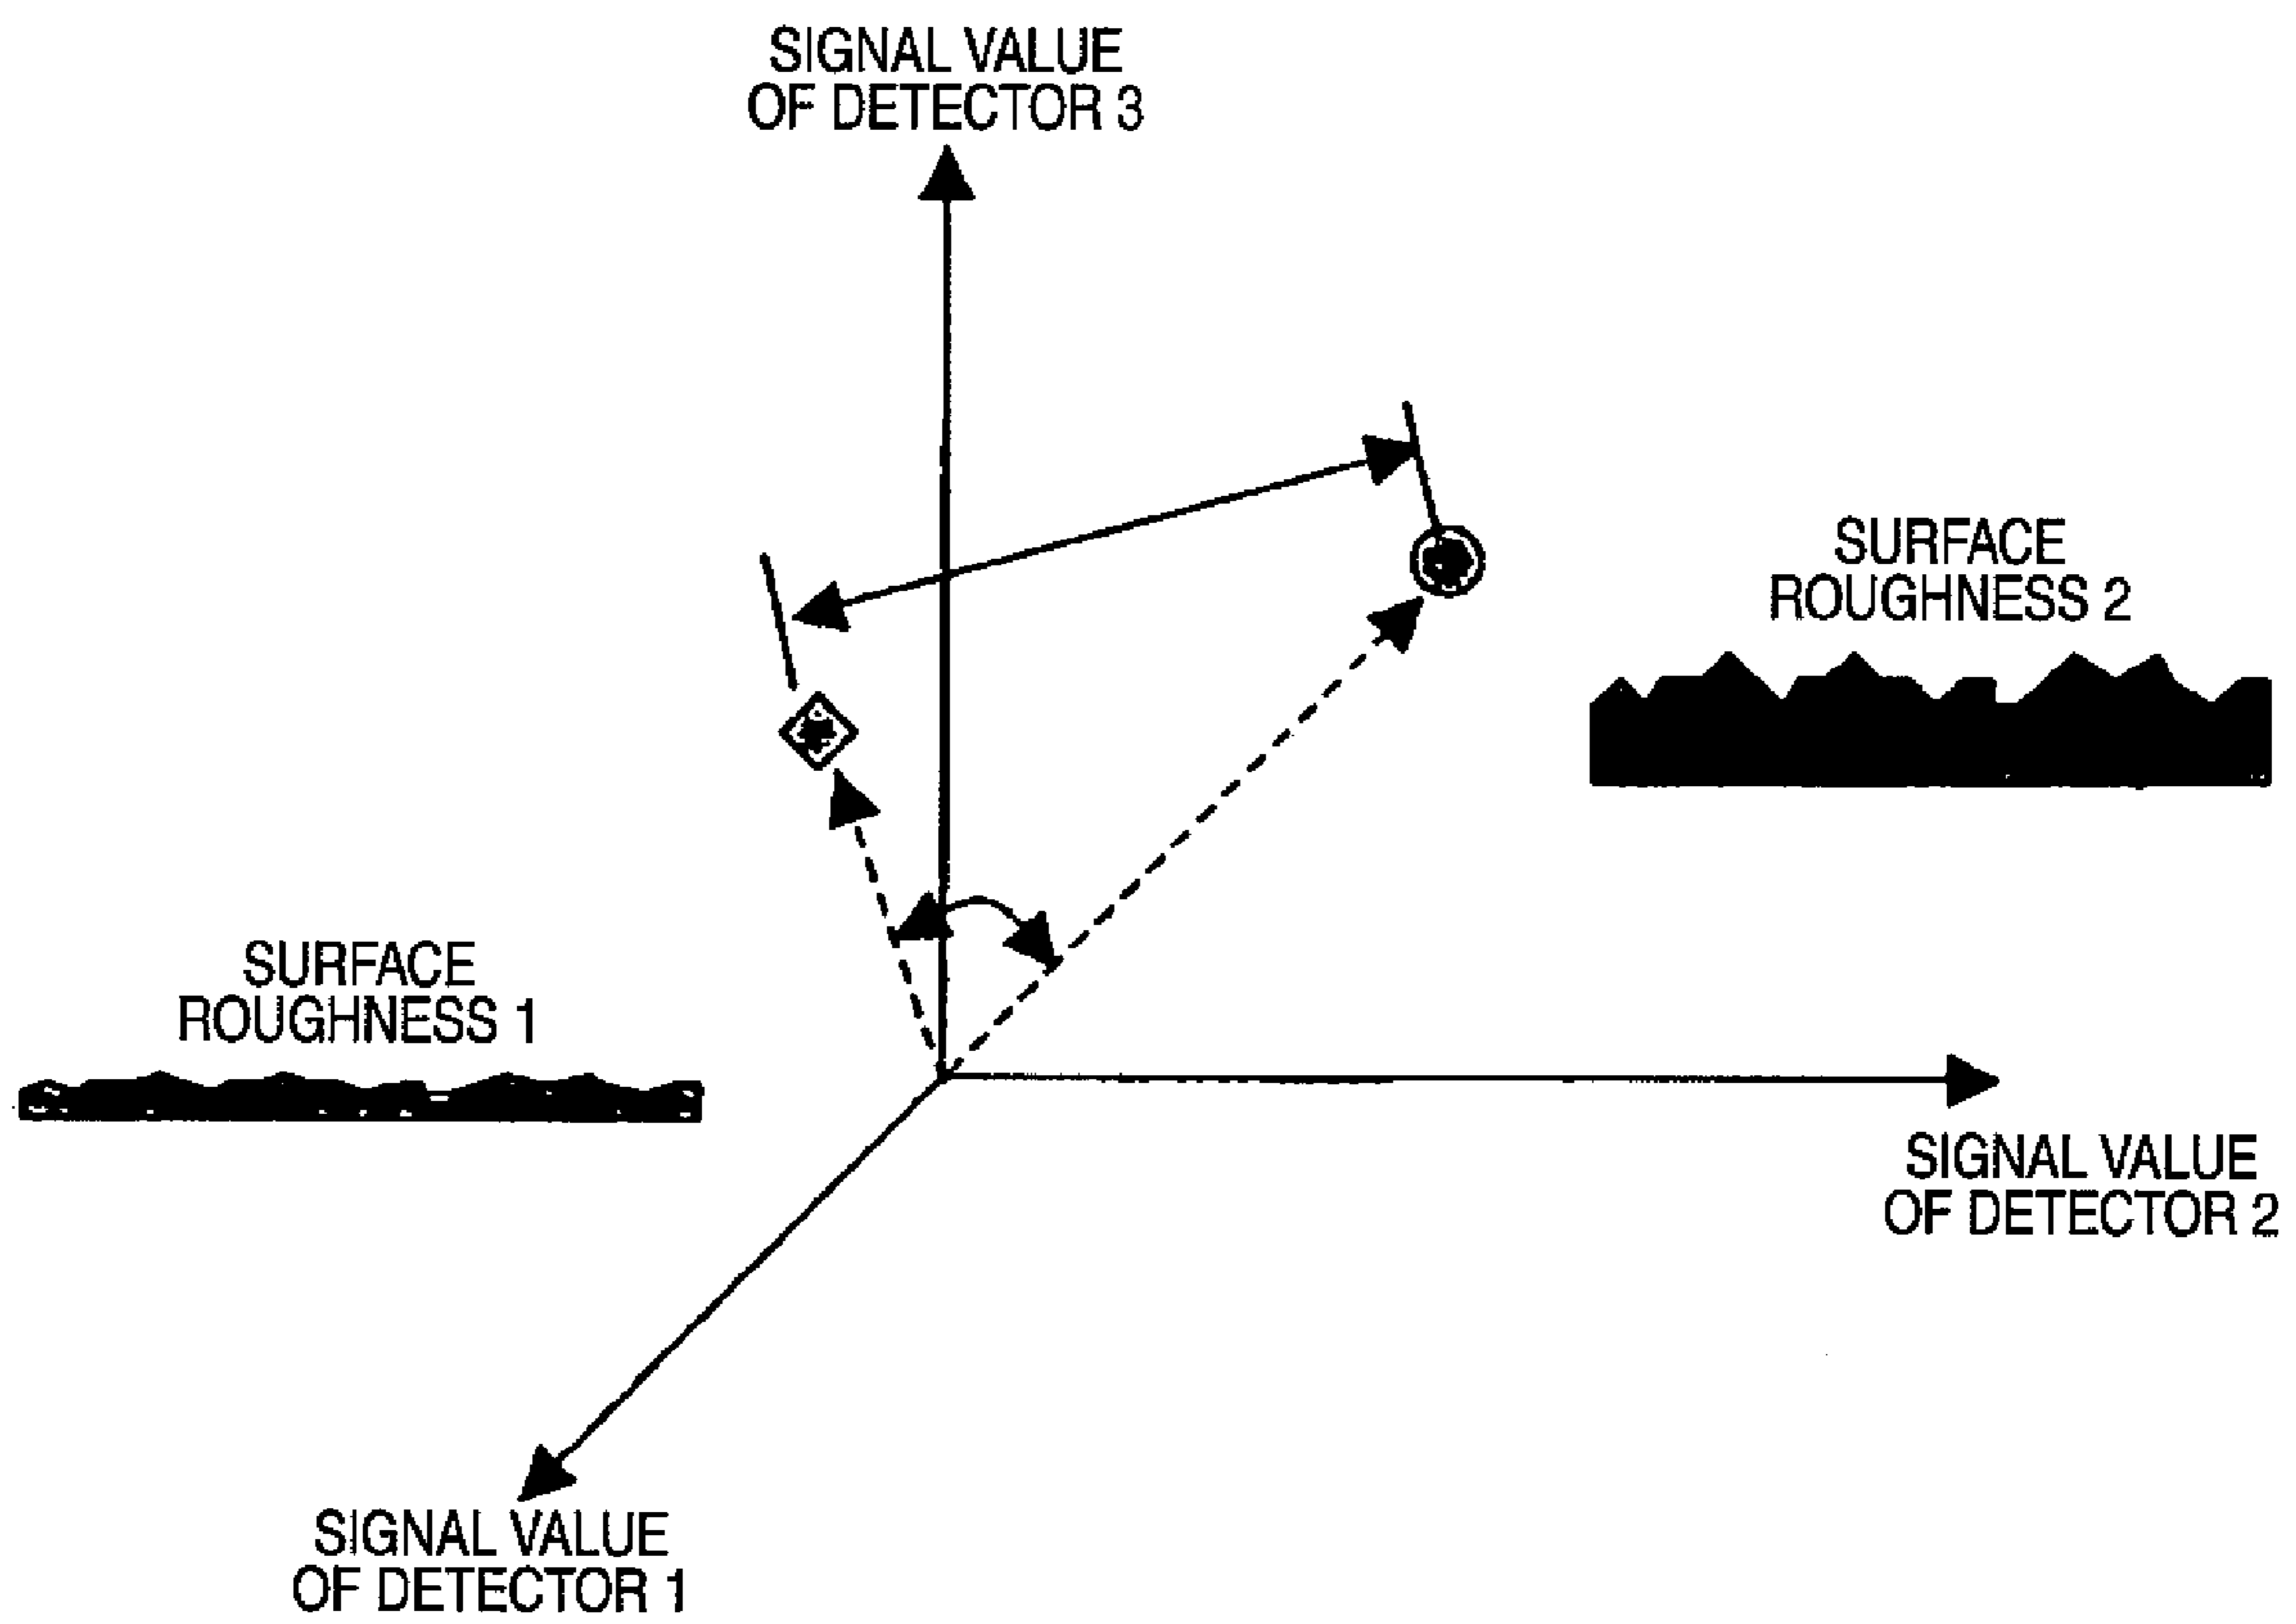 SIGNAL VALUE
OF DETECTOR 3
SURFACE
ROUGHNESS 2
SURFACE
ROUGHNESS 1
SIGNAL VALUE
OF DETECTOR 2
SIGNAL VALUE
OF DETECTOR 1